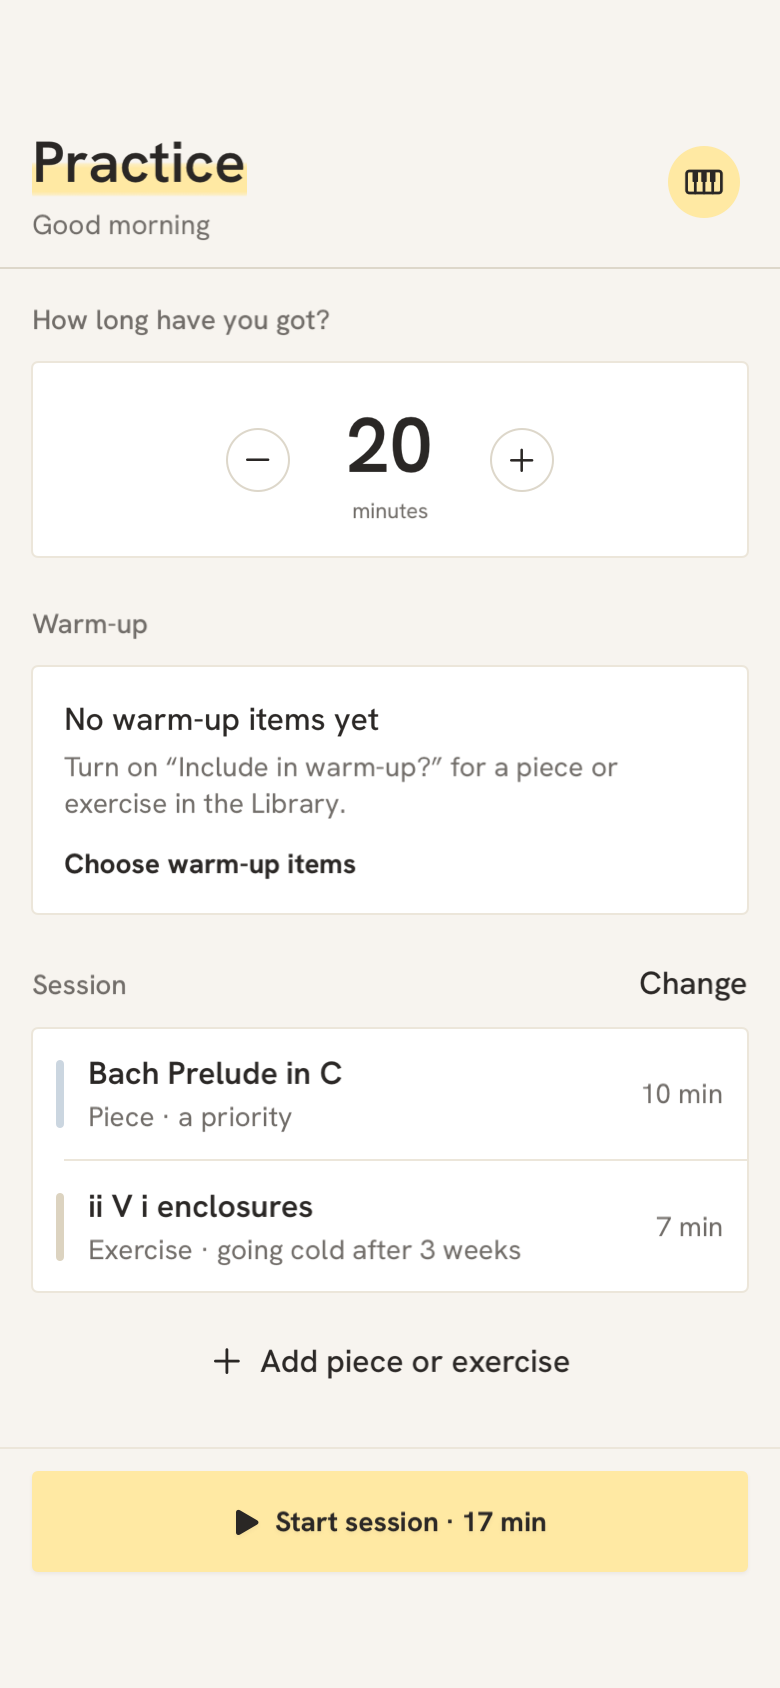 Practice
Good morning
How long have you got?
20
minutes
Warm-up
No warm-up items yet
Turn on “Include in warm-up?” for a piece or
exercise in the Library.
Choose warm-up items
Session
Change
Bach Prelude in C
Piece · a priority
10 min
ii V i enclosures
Exercise · going cold after 3 weeks
7 min
+ Add piece or exercise
Start session · 17 min